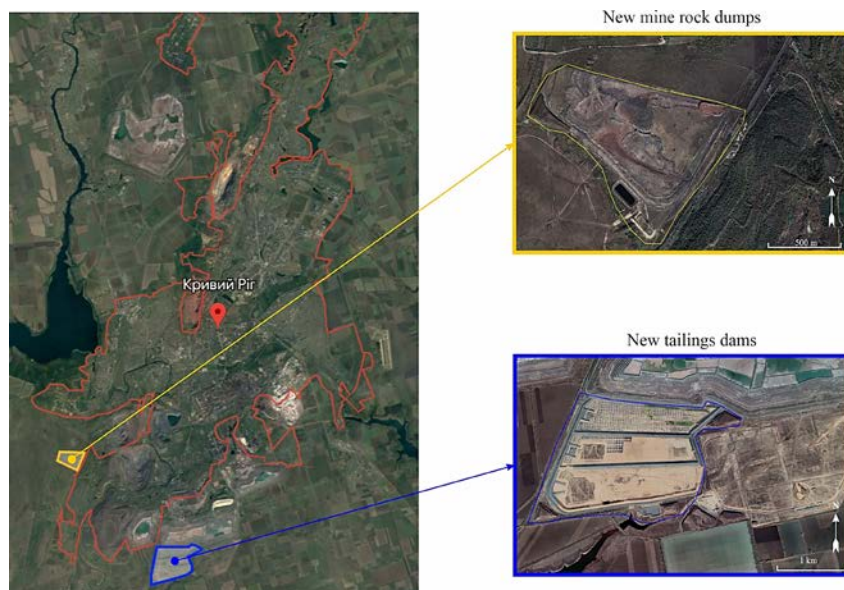 New mine rock dumps
Кривий Ріг
N
500 m
New tailings dams
N
1 km